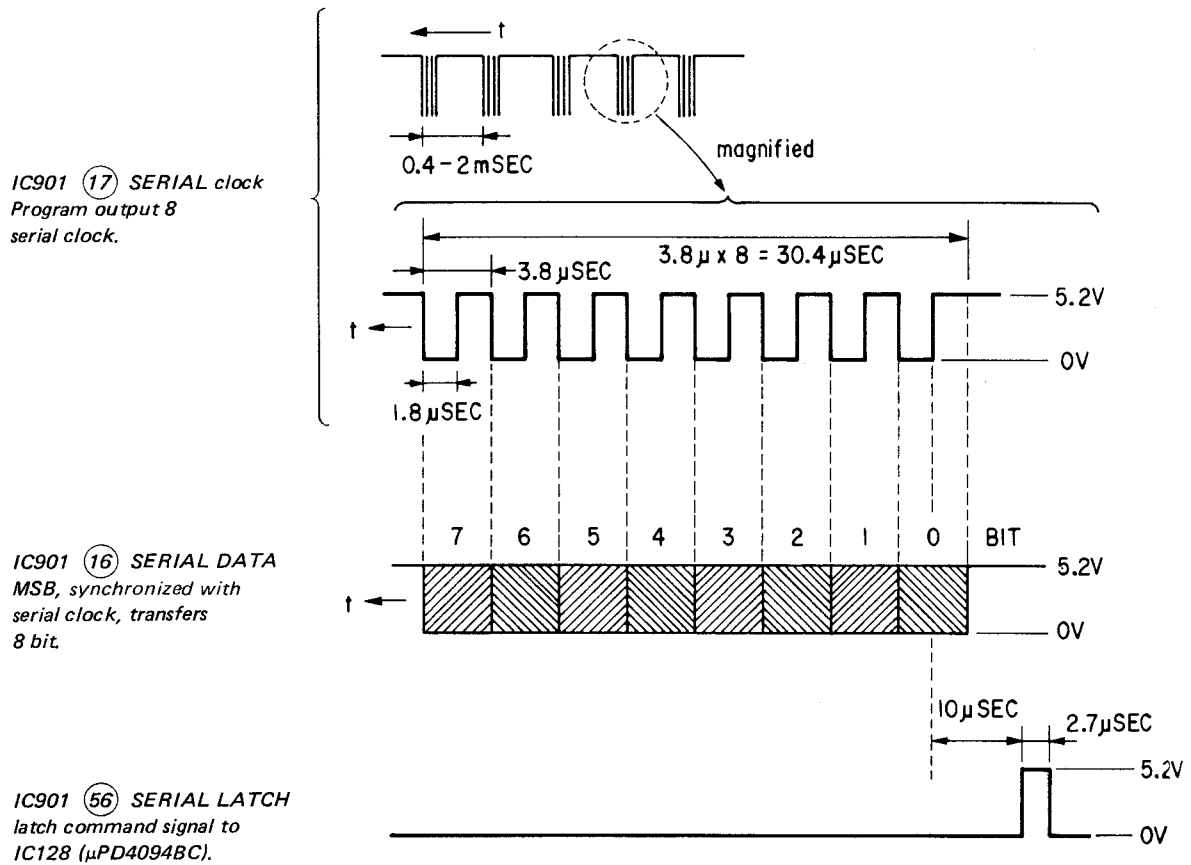 t
0.4-2mSEC
magnified
IC901 (17) SERIAL clock
Program output 8
serial clock.
3.8μ x 8 = 30.4μSEC
3.8μSEC
5.2V
t
0V
1.8μSEC
7 6 5 4 3 2 1 0 BIT
IC901 (16) SERIAL DATA
MSB, synchronized with
serial clock, transfers
8 bit.
5.2V
t
0V
10μSEC
2.7μSEC
5.2V
IC901 (56) SERIAL LATCH
latch command signal to
IC128 (μPD4094BC).
0V